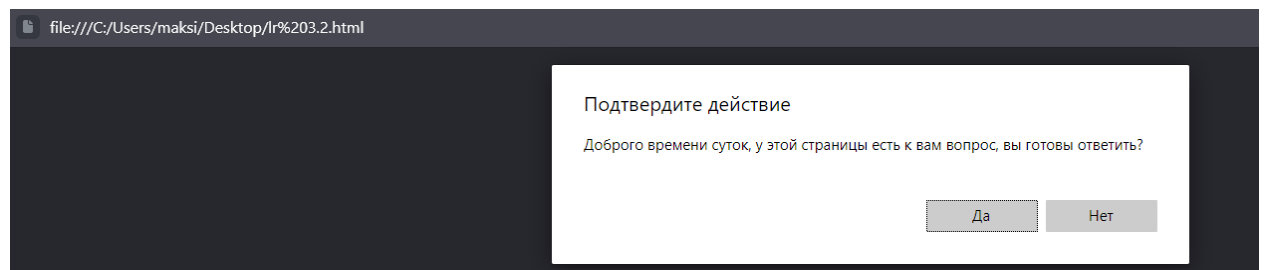 file:///C:/Users/maksi/Desktop/lr%203.2.html
Подтвердите действие
Доброго времени суток, у этой страницы есть к вам вопрос, вы готовы ответить?
Да Нет